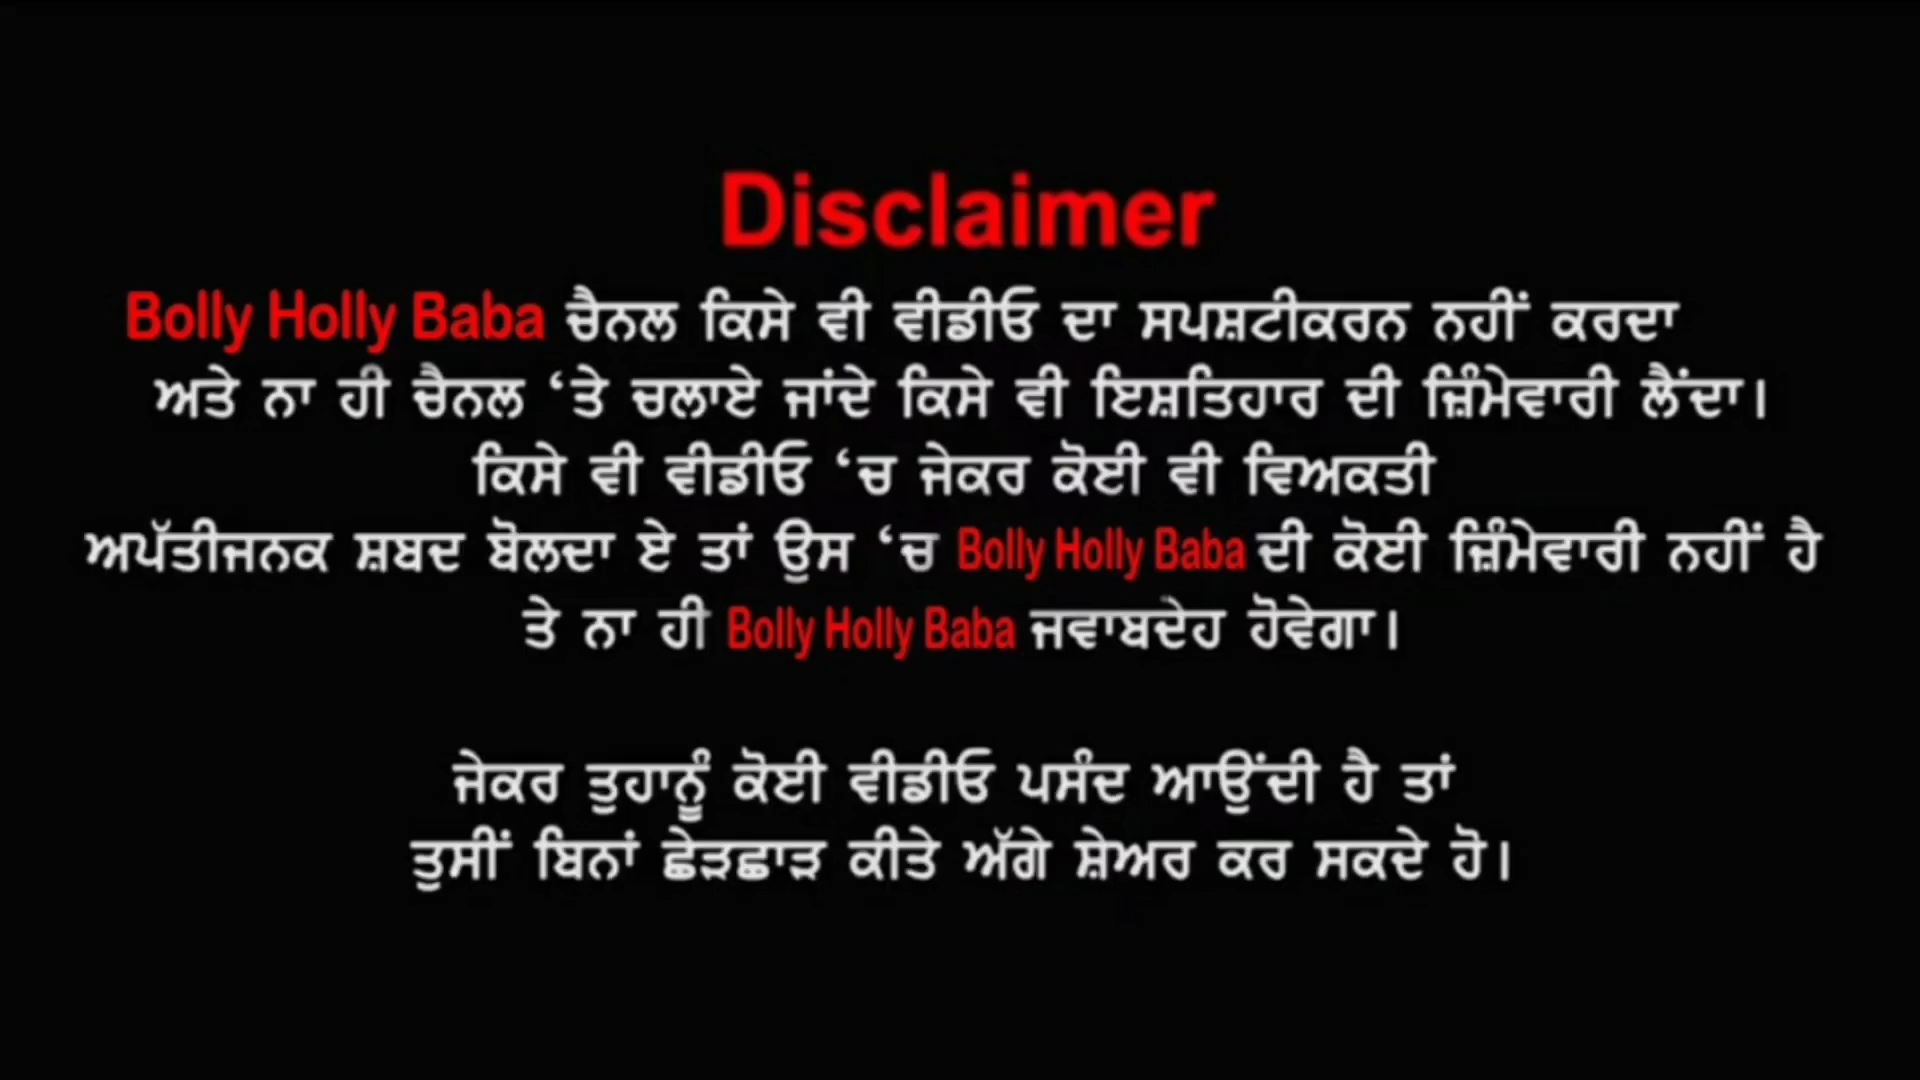 Disclaimer
Bolly Holly Baba ਚੈਨਲ ਕਿਸੇ ਵੀ ਵੀਡੀਓ ਦਾ ਸਪਸ਼ਟੀਕਰਨ ਨਹੀਂ ਕਰਦਾ
ਅਤੇ ਨਾ ਹੀ ਚੈਨਲ ‘ਤੇ ਚਲਾਏ ਜਾਂਦੇ ਕਿਸੇ ਵੀ ਇਸ਼ਤਿਹਾਰ ਦੀ ਜ਼ਿੰਮੇਵਾਰੀ ਲੈਂਦਾ।
ਕਿਸੇ ਵੀ ਵੀਡੀਓ ‘ਚ ਜੇਕਰ ਕੋਈ ਵੀ ਵਿਅਕਤੀ
ਅਪੱਤੀਜਨਕ ਸ਼ਬਦ ਬੋਲਦਾ ਏ ਤਾਂ ਉਸ ‘ਚ Bolly Holly Baba ਦੀ ਕੋਈ ਜ਼ਿੰਮੇਵਾਰੀ ਨਹੀਂ ਹੈ
ਤੇ ਨਾ ਹੀ Bolly Holly Baba ਜਵਾਬਦੇਹ ਹੋਵੇਗਾ।
ਜੇਕਰ ਤੁਹਾਨੂੰ ਕੋਈ ਵੀਡੀਓ ਪਸੰਦ ਆਉਂਦੀ ਹੈ ਤਾਂ
ਤੁਸੀਂ ਬਿਨਾਂ ਛੇੜਛਾੜ ਕੀਤੇ ਅੱਗੇ ਸ਼ੇਅਰ ਕਰ ਸਕਦੇ ਹੋ।